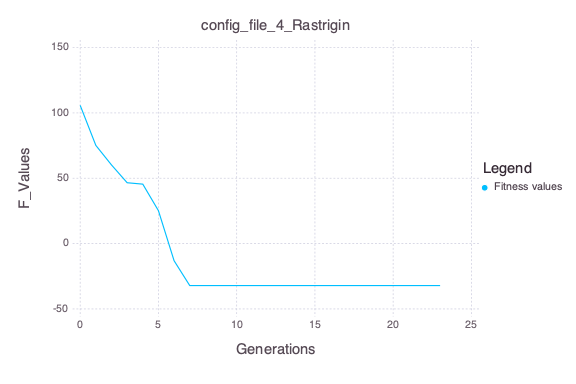 config_file_4_Rastrigin
150
100
50
0
-50
F_Values
0 5 10 15 20 25
Generations
Legend
Fitness values